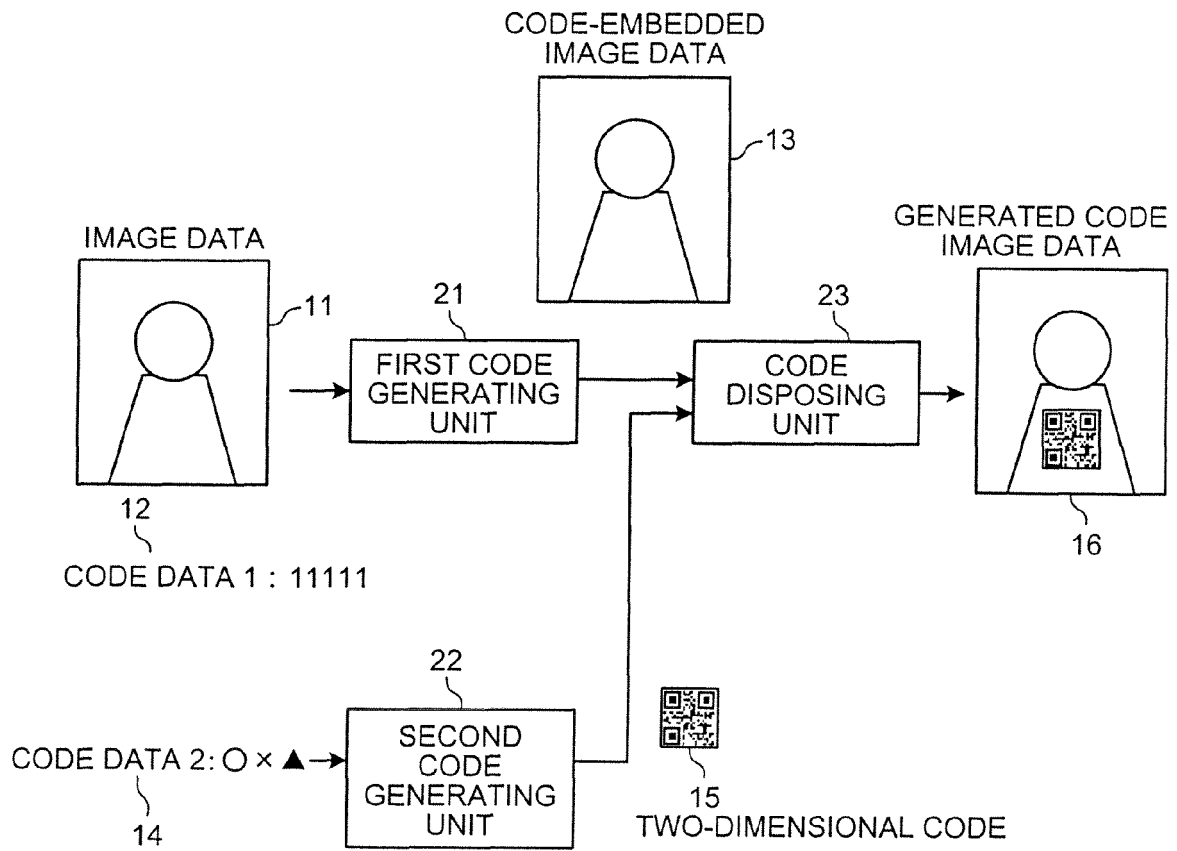 CODE-EMBEDDED
IMAGE DATA
13
GENERATED CODE
IMAGE DATA
IMAGE DATA
11
21
23
FIRST CODE
GENERATING
UNIT
CODE
DISPOSING
UNIT
12
16
CODE DATA 1 : 11111
22
SECOND
CODE
GENERATING
UNIT
CODE DATA 2: ○ × ▲
14
15
TWO-DIMENSIONAL CODE